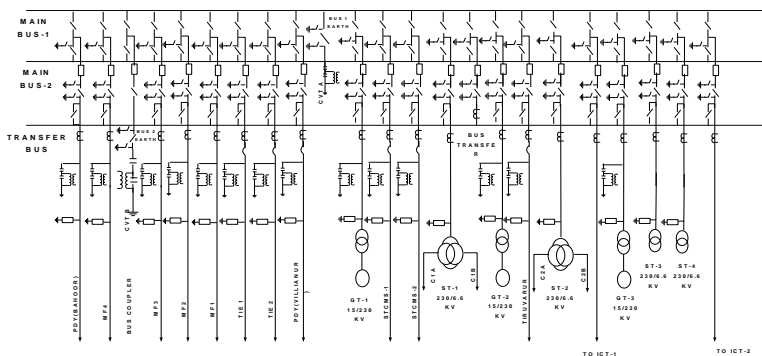 MAIN
BUS-1
BUS 1
EARTH
MAIN
BUS-2
CVT A
TRANSFER
BUS
BUS 2
EARTH
BUS
TRANSFE
R
CVT B
PDY(BAHOOR)
MF4
BUS COUPLER
MF3
MF2
MF1
TIE 1
TIE 2
PDY(VILLIANUR
)
GT-1
15/230
KV
STCMS-1
STCMS-2
C1A
C1B
ST-1
230/6.6
KV
GT-2
15/230
KV
TIRUVARUR
C2A
C2B
ST-2
230/6.6
KV
GT-3
15/230
KV
ST-3
230/6.6
KV
ST-4
230/6.6
KV
TO ICT-1
TO ICT-2